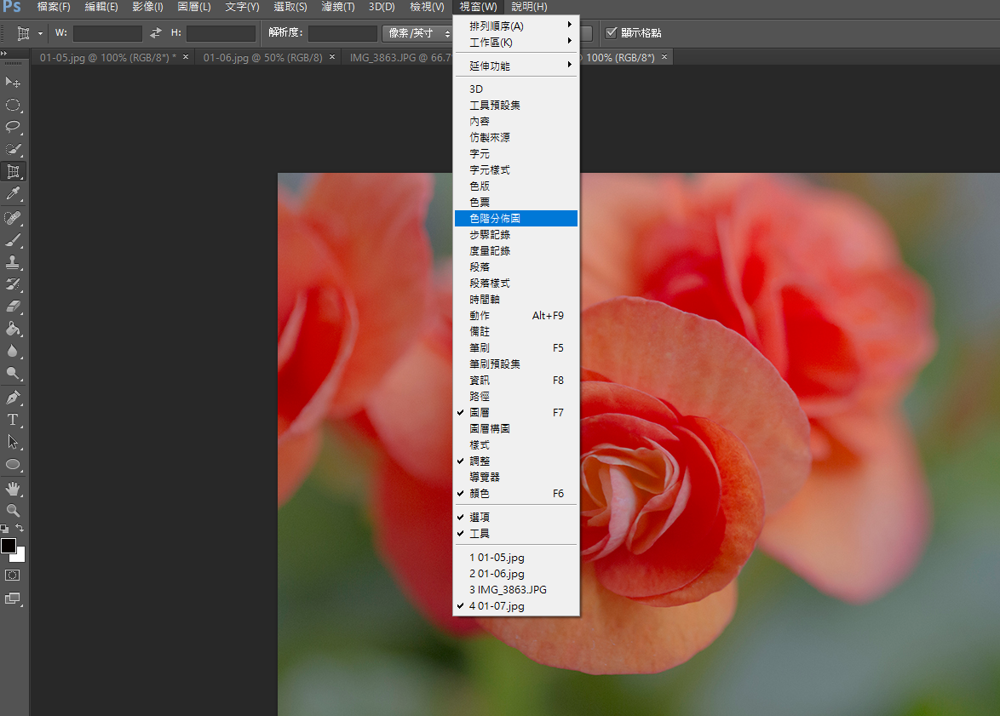 Ps 檔案(F) 編輯(E) 影像(I) 圖層(L) 文字(Y) 選取(S) 濾鏡(T) 3D(D) 檢視(V) 視窗(W) 說明(H)
W: H: 解析度: 像素/英寸 顯示格點
01-05.jpg @ 100% (RGB/8*) * × 01-06.jpg @ 50% (RGB/8) × IMG_3863.JPG @ 66.7 100% (RGB/8*) ×
排列順序(A)
工作區(K)
延伸功能
3D
工具預設集
內容
仿製來源
字元
字元樣式
色版
色票
色階分佈圖
步驟記錄
度量記錄
段落
段落樣式
時間軸
動作 Alt+F9
備註
筆刷 F5
筆刷預設集
資訊 F8
路徑
圖層 F7
圖層構圖
樣式
調整
導覽器
顏色 F6
選項
工具
1 01-05.jpg
2 01-06.jpg
3 IMG_3863.JPG
4 01-07.jpg